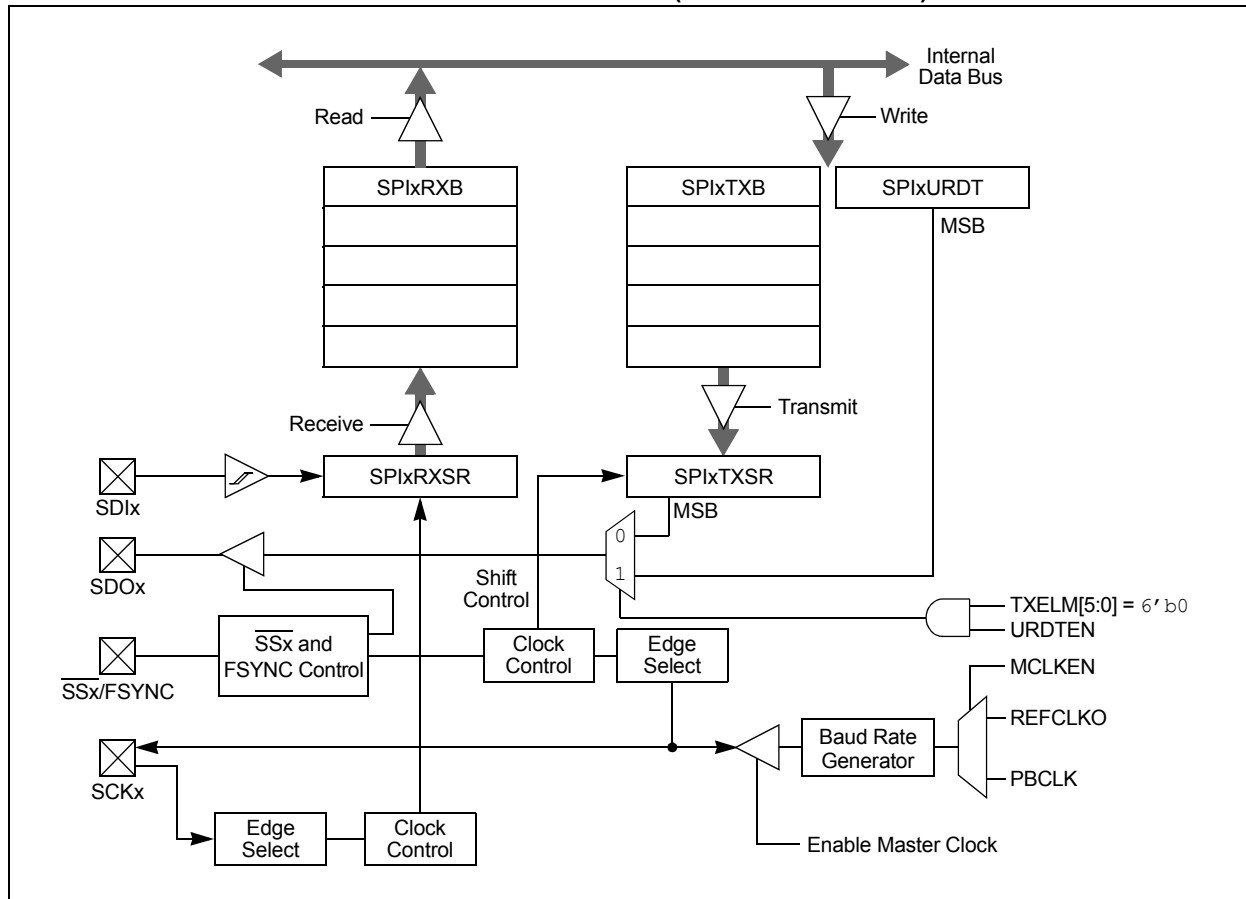 Internal
Data Bus
Read
Write
SPIxRXB
SPIxTXB
SPIxURDT
MSB
Receive
Transmit
SPIxRXSR
SPIxTXSR
SDIx
MSB
0
SDOx
1
Shift
Control
TXELM[5:0] = 6'b0
URDTEN
SSx and
FSYNC Control
Clock
Control
Edge
Select
SSx/FSYNC
MCLKEN
REFCLKO
Baud Rate
Generator
PBCLK
SCKx
Edge
Select
Clock
Control
Enable Master Clock